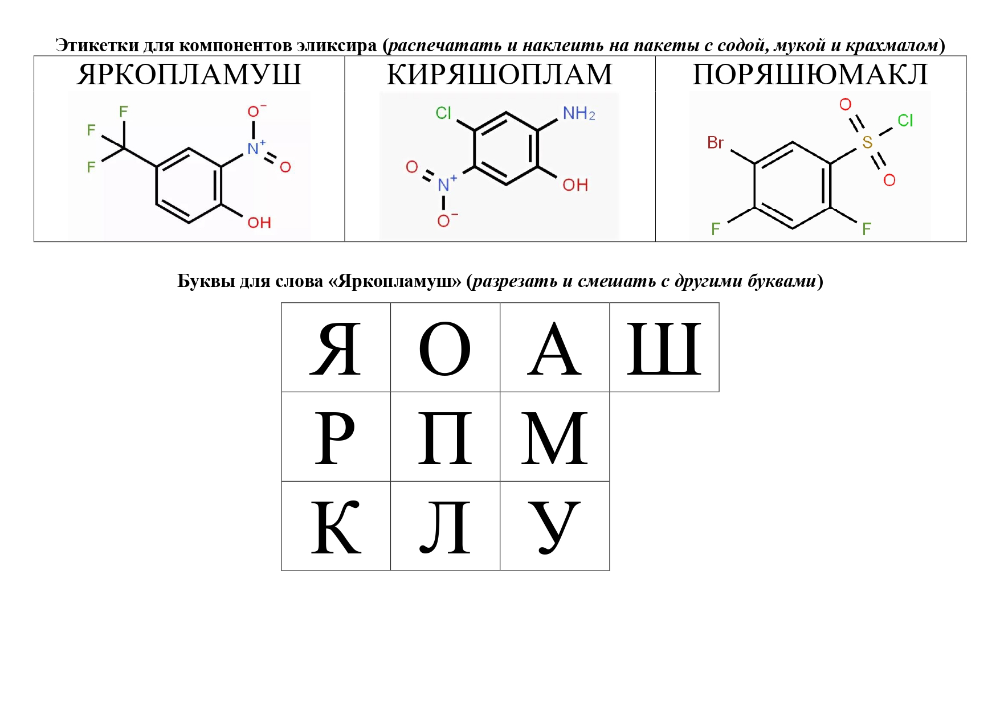 Этикетки для компонентов эликсира (распечатать и наклеить на пакеты с содой, мукой и крахмалом)
ЯРКОПЛАМУШ КИРЯШОПЛАМ ПОРЯШЮМАКЛ
F F F O⁻ N⁺ O OH
Cl NH₂ O N⁺ O⁻ OH
O Cl Br S O F F
Буквы для слова «Яркопламуш» (разрезать и смешать с другими буквами)
Я О А Ш
Р П М
К Л У